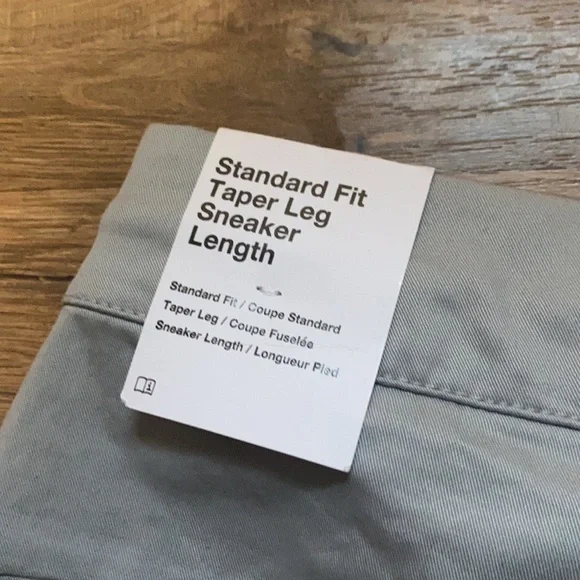 Standard Fit
Taper Leg
Sneaker
Length
Standard Fit / Coupe Standard
Taper Leg / Coupe Fuselée
Sneaker Length / Longueur Pied